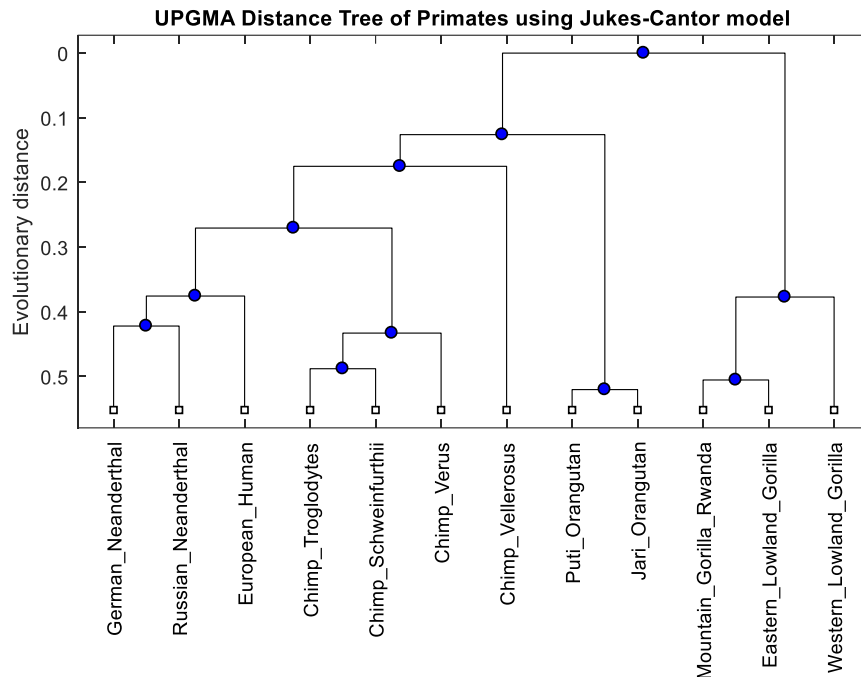 UPGMA Distance Tree of Primates using Jukes-Cantor model
0
0.1
0.2
0.3
0.4
0.5
Evolutionary distance
German_Neanderthal
Russian_Neanderthal
European_Human
Chimp_Troglodytes
Chimp_Schweinfurthii
Chimp_Verus
Chimp_Vellerosus
Puti_Orangutan
Jari_Orangutan
Mountain_Gorilla_Rwanda
Eastern_Lowland_Gorilla
Western_Lowland_Gorilla